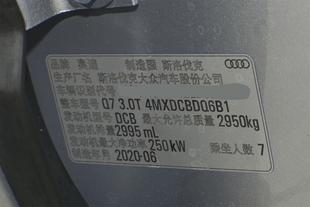 品牌 奥迪 制造国 斯洛伐克
生产厂名 斯洛伐克大众汽车股份公司
车辆识别代号
整车型号 Q7 3.0T 4MXDCBDQ6B1
发动机型号 DCB 最大允许总质量 2950kg
发动机排量 2995 mL
发动机最大净功率 250kW
制造年月 2020-06 乘坐人数 7